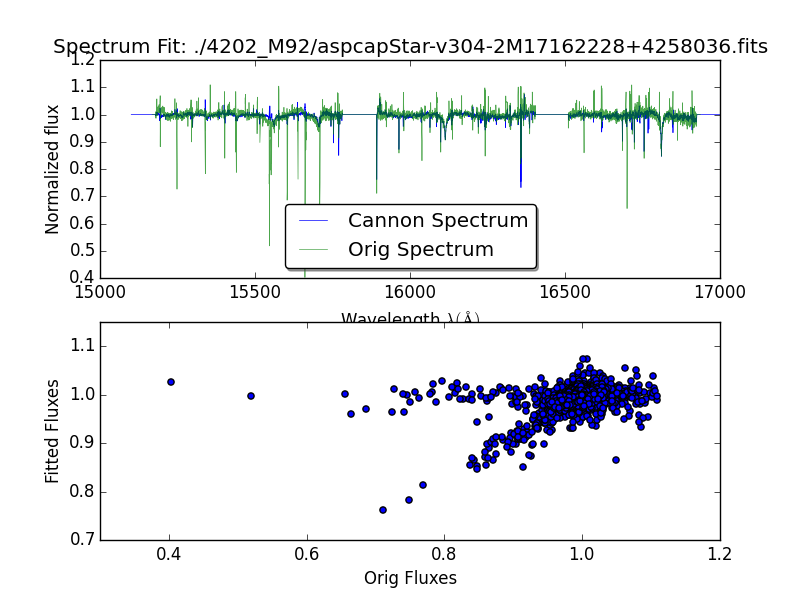 Spectrum Fit: ./4202_M92/aspcapStar-v304-2M17162228+4258036.fits
1.2
1.1
1.0
0.9
0.8
0.7
0.6
0.5
0.4
Normalized flux
Cannon Spectrum
Orig Spectrum
15000 15500 16000 16500 17000
Wavelength λ(Å)
1.1
1.0
0.9
0.8
0.7
Fitted Fluxes
0.4 0.6 0.8 1.0 1.2
Orig Fluxes